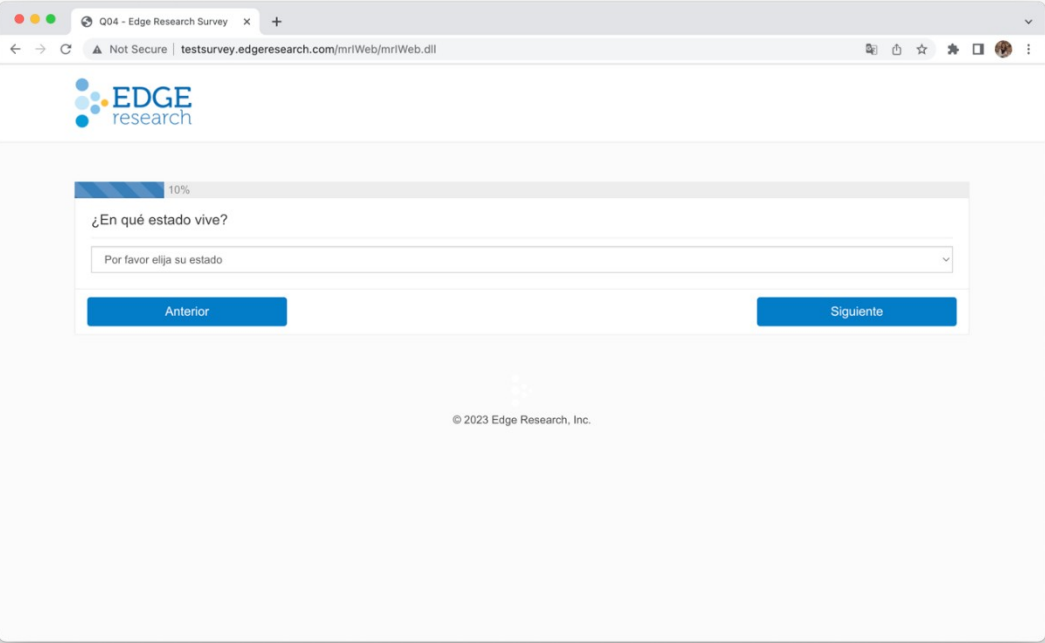 Q04 - Edge Research Survey
Not Secure | testsurvey.edgeresearch.com/mrIWeb/mrIWeb.dll
EDGE
research
10%
¿En qué estado vive?
Por favor elija su estado
Anterior
Siguiente
© 2023 Edge Research, Inc.